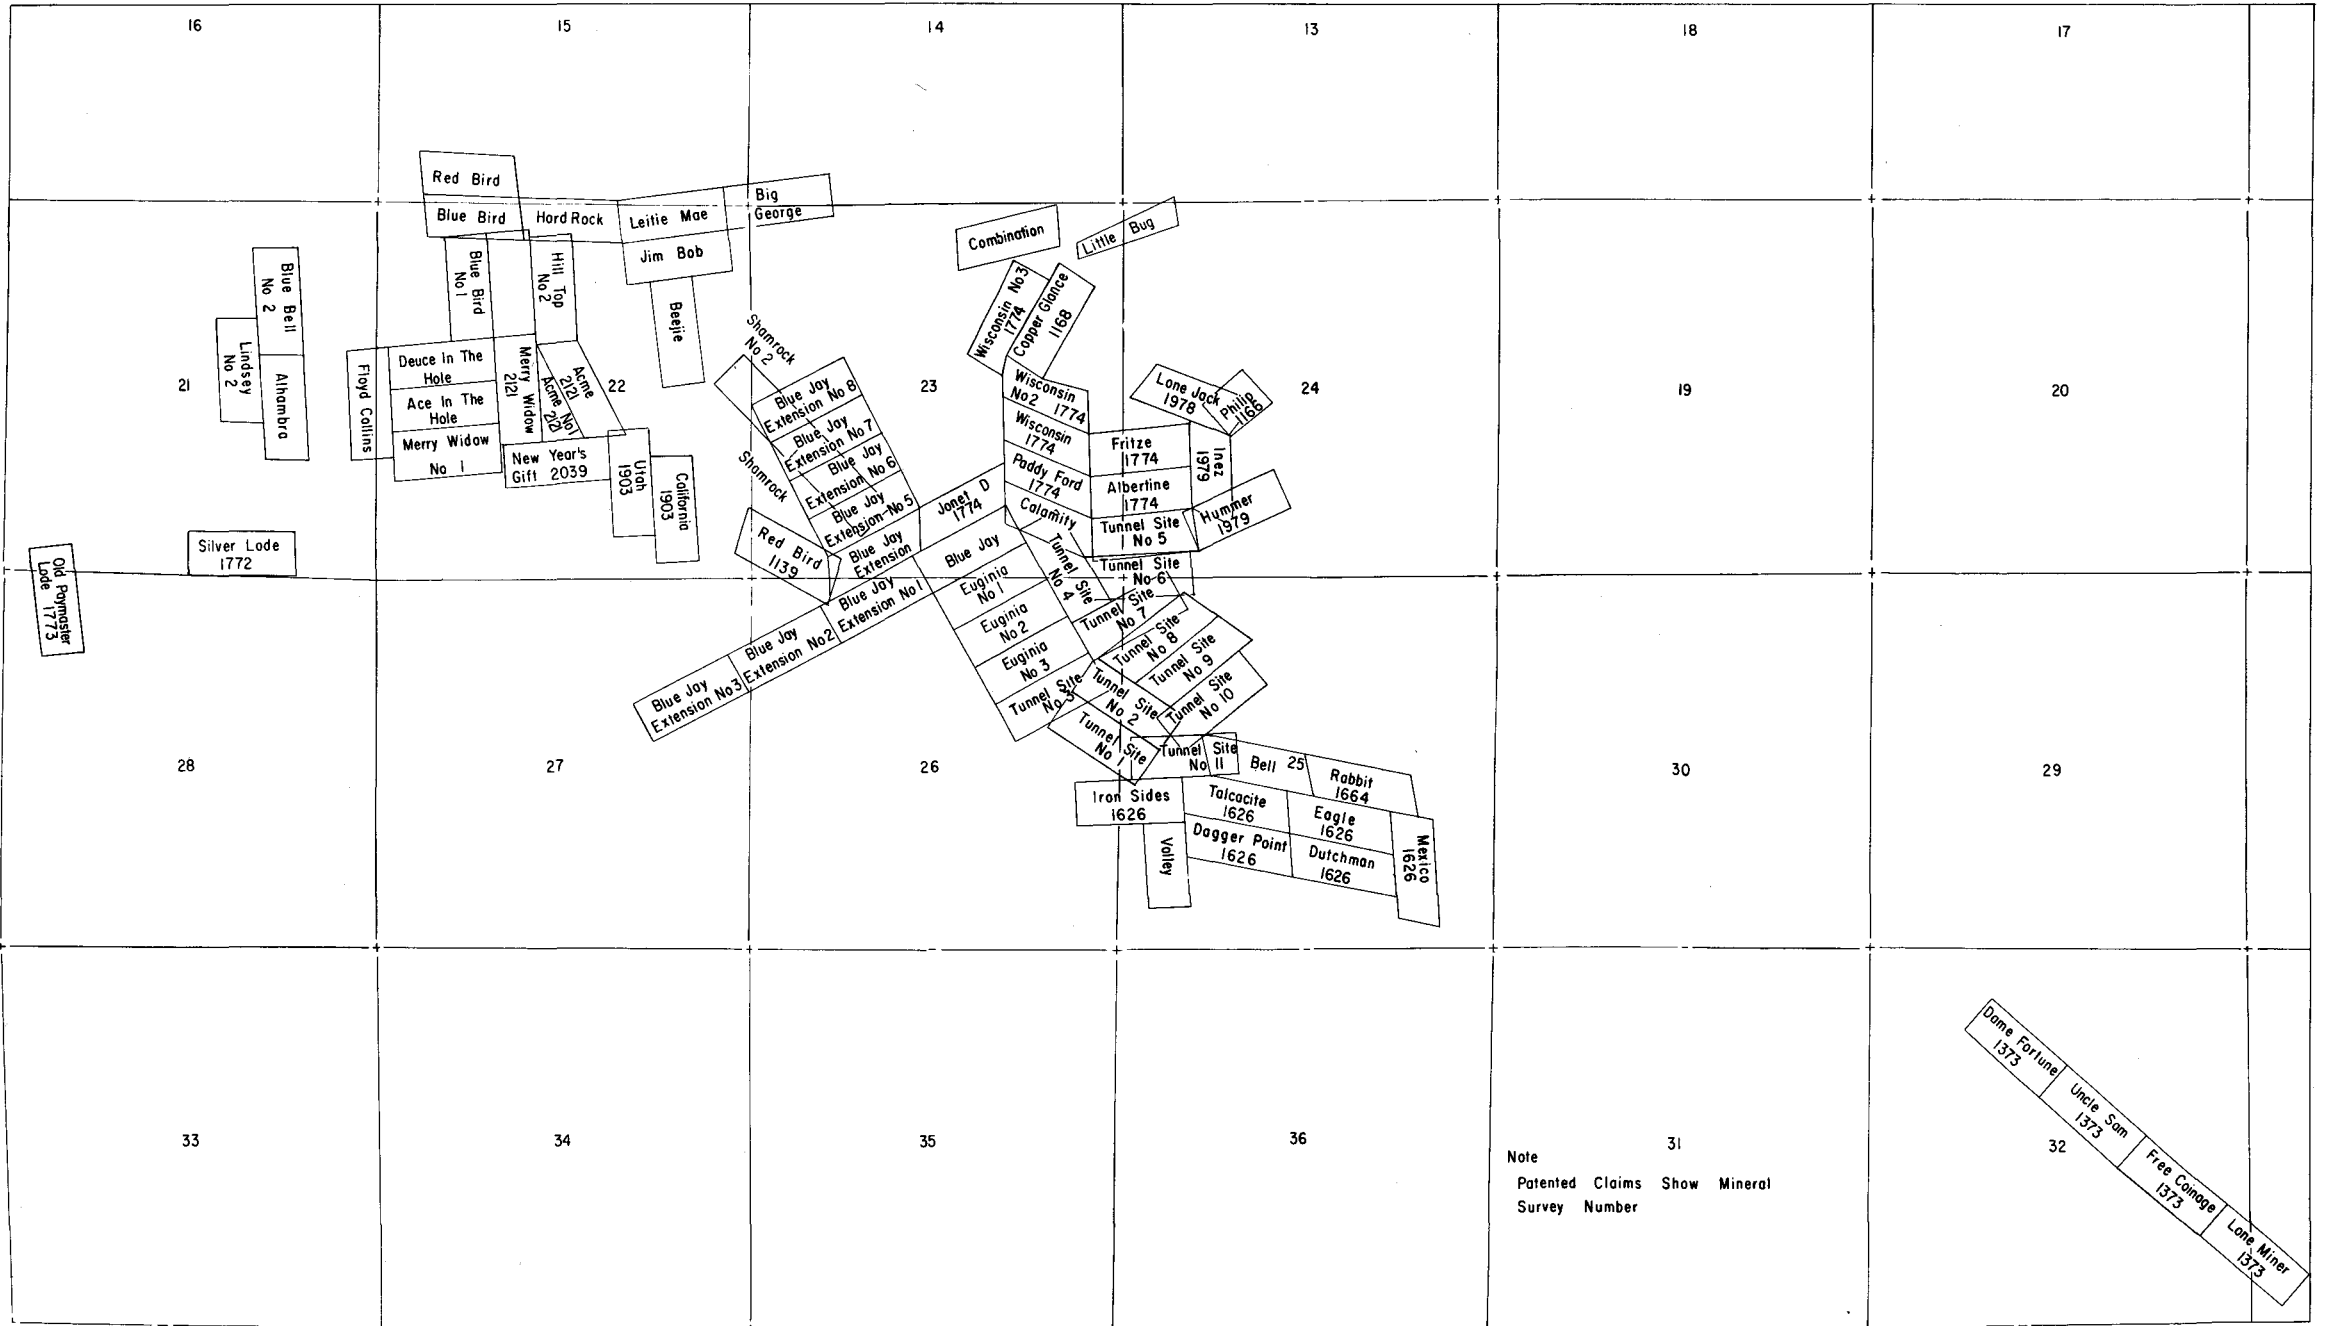 16
15
14
13
18
17
Red Bird
Blue Bird
Hord Rock
Leitie Mae
Big
George
Jim Bob
Combination
Little Bug
Blue Bell
No 2
Lindsey
No 2
Alhambra
Blue Bird
No 1
Hill Top
No 2
Beejie
21
Floyd Collins
Deuce In The
Hole
Ace In The
Hole
Merry Widow
No 1
Merry Widow
2121
Acme
2121
Acme No 1
2121
22
New Year's
Gift 2039
Utah
1903
California
1903
Shamrock
No 2
Shamrock
Blue Jay
Extension No 8
Blue Jay
Extension No 7
Blue Jay
Extension No 6
Blue Jay
Extension No 5
23
Wisconsin No 3
1774
Copper Glance
1168
Wisconsin
No 2 1774
Wisconsin
1774
Paddy Ford
1774
Calamity
Jonet D
1774
Lone Jack
1978
Philip
1166
24
19
20
Fritze
1774
Inez
1979
Albertine
1774
Tunnel Site
No 5
Hummer
1979
Tunnel Site
No 6
Silver Lode
1772
Old Paymaster
Lode 1773
Red Bird
1139
Blue Jay
Extension
Blue Jay
Blue Jay
Extension No 1
Blue Jay
Extension No 2
Blue Jay
Extension No 3
Euginia
No 1
Euginia
No 2
Euginia
No 3
Tunnel Site
No 3
Tunnel Site
No 4
Tunnel Site
No 7
Tunnel Site
No 8
Tunnel Site
No 9
Tunnel Site
No 10
Tunnel Site
No 2
Tunnel Site
No 1
Tunnel Site
No 11
28
27
26
Bell 25
Rabbit
1664
30
29
Iron Sides
1626
Talcacite
1626
Eagle
1626
Dagger Point
1626
Dutchman
1626
Mexico
1626
Valley
33
34
35
36
31
32
Note
Patented Claims Show Mineral
Survey Number
Dame Fortune
1373
Uncle Sam
1373
Free Coinage
1373
Lone Miner
1373